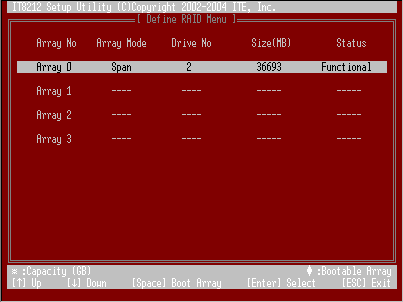 IT8212 Setup Utility (C)Copyright 2002-2004 ITE, Inc.
[ Define RAID Menu ]
Array No Array Mode Drive No Size(MB) Status
Array 0 Span 2 36693 Functional
Array 1 ---- ---- ----- -----
Array 2 ---- ---- ----- -----
Array 3 ---- ---- ----- -----
* :Capacity (GB) ♦ :Bootable Array
[↑] Up [↓] Down [Space] Boot Array [Enter] Select [ESC] Exit